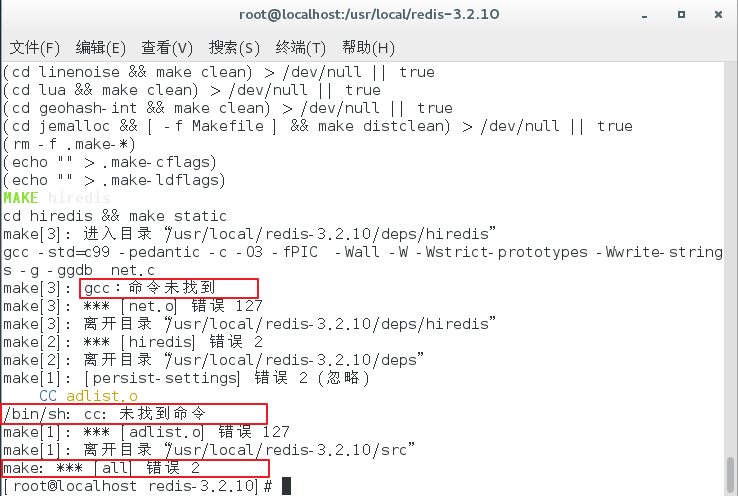 root@localhost:/usr/local/redis-3.2.10
文件(F) 编辑(E) 查看(V) 搜索(S) 终端(T) 帮助(H)
(cd linenoise && make clean) > /dev/null || true
(cd lua && make clean) > /dev/null || true
(cd geohash-int && make clean) > /dev/null || true
(cd jemalloc && [ -f Makefile ] && make distclean) > /dev/null || true
(rm -f .make-*)
(echo "" > .make-cflags)
(echo "" > .make-ldflags)
MAKE hiredis
cd hiredis && make static
make[3]: 进入目录“/usr/local/redis-3.2.10/deps/hiredis”
gcc -std=c99 -pedantic -c -O3 -fPIC  -Wall -W -Wstrict-prototypes -Wwrite-string
s -g -ggdb  net.c
make[3]: gcc：命令未找到
make[3]: *** [net.o] 错误 127
make[3]: 离开目录“/usr/local/redis-3.2.10/deps/hiredis”
make[2]: *** [hiredis] 错误 2
make[2]: 离开目录“/usr/local/redis-3.2.10/deps”
make[1]: [persist-settings] 错误 2 (忽略)
CC adlist.o
/bin/sh: cc: 未找到命令
make[1]: *** [adlist.o] 错误 127
make[1]: 离开目录“/usr/local/redis-3.2.10/src”
make: *** [all] 错误 2
[root@localhost redis-3.2.10]#